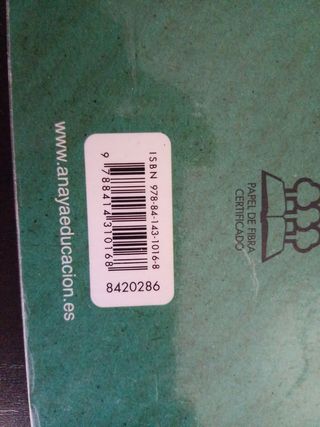 www.anayaeducacion.es
ISBN 978-84-143-1016-8
9 788414 310168
8420286
PAPEL DE FIBRA
CERTIFICADO